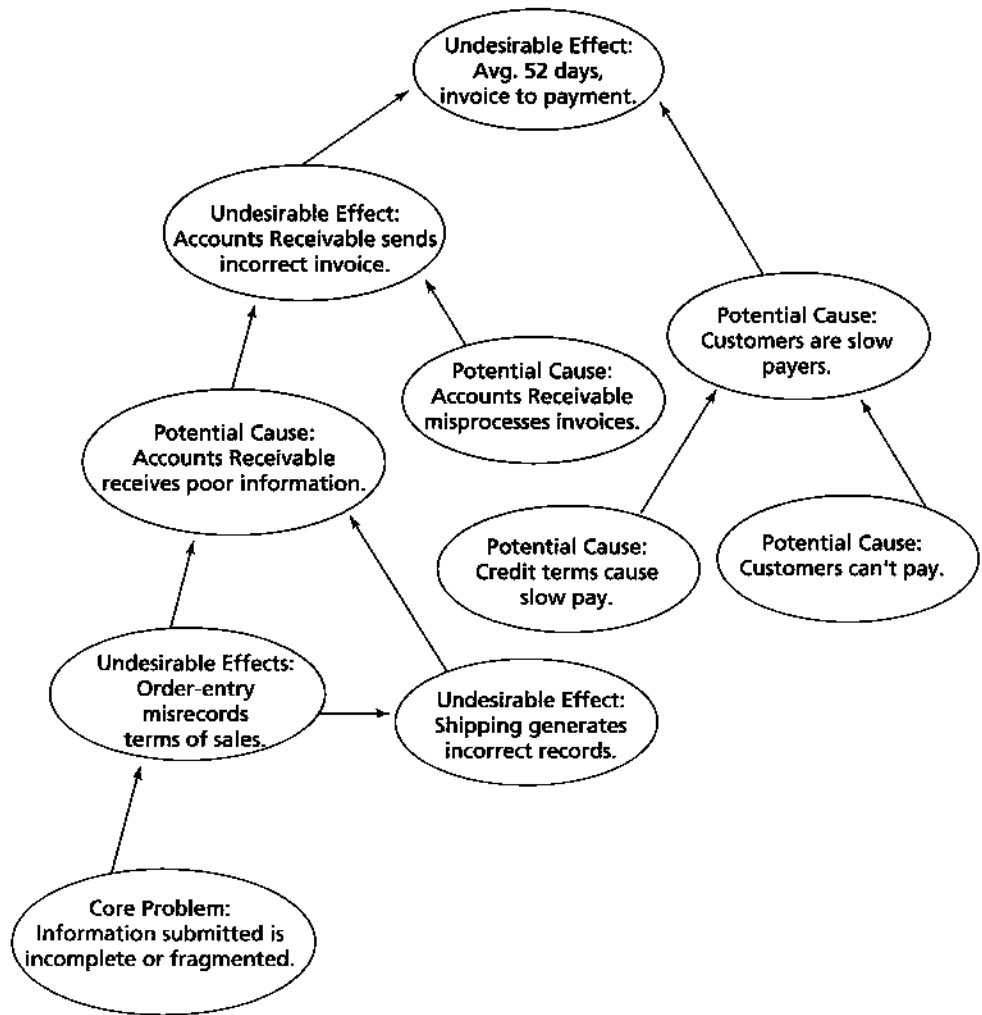 Undesirable Effect:
Avg. 52 days,
invoice to payment.
Undesirable Effect:
Accounts Receivable sends
incorrect invoice.
Potential Cause:
Customers are slow
payers.
Potential Cause:
Accounts Receivable
misprocesses invoices.
Potential Cause:
Accounts Receivable
receives poor information.
Potential Cause:
Credit terms cause
slow pay.
Potential Cause:
Customers can't pay.
Undesirable Effects:
Order-entry
misrecords
terms of sales.
Undesirable Effect:
Shipping generates
incorrect records.
Core Problem:
Information submitted is
incomplete or fragmented.